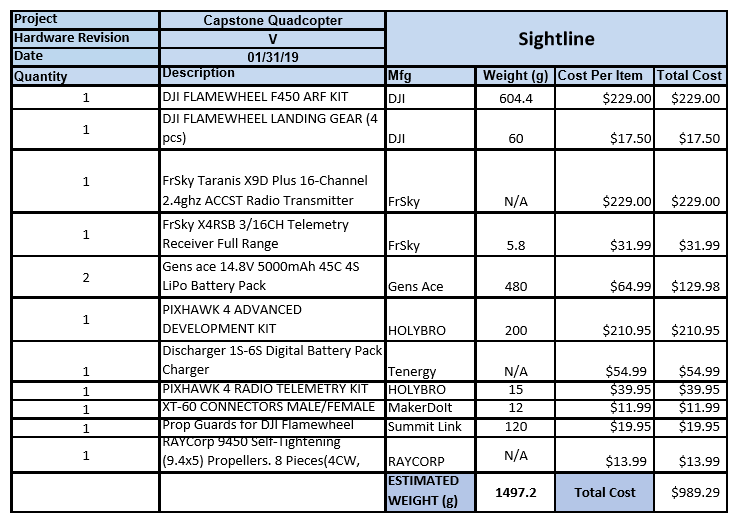 Project Capstone Quadcopter
Hardware Revision V
Sightline
Date 01/31/19
Quantity Description Mfg Weight (g) Cost Per Item Total Cost
1 DJI FLAMEWHEEL F450 ARF KIT DJI 604.4 $229.00 $229.00
DJI FLAMEWHEEL LANDING GEAR (4
1 pcs) DJI 60 $17.50 $17.50
1 FrSky Taranis X9D Plus 16-Channel
2.4ghz ACCST Radio Transmitter FrSky N/A $229.00 $229.00
FrSky X4RSB 3/16CH Telemetry
1 Receiver Full Range FrSky 5.8 $31.99 $31.99
Gens ace 14.8V 5000mAh 45C 4S
2 LiPo Battery Pack Gens Ace 480 $64.99 $129.98
PIXHAWK 4 ADVANCED
1 DEVELOPMENT KIT HOLYBRO 200 $210.95 $210.95
Discharger 1S-6S Digital Battery Pack
1 Charger Tenergy N/A $54.99 $54.99
1 PIXHAWK 4 RADIO TELEMETRY KIT HOLYBRO 15 $39.95 $39.95
1 XT-60 CONNECTORS MALE/FEMALE MakerDoIt 12 $11.99 $11.99
1 Prop Guards for DJI Flamewheel Summit Link 120 $19.95 $19.95
RAYCorp 9450 Self-Tightening
1 (9.4x5) Propellers. 8 Pieces(4CW, RAYCORP N/A $13.99 $13.99
ESTIMATED
WEIGHT (g) 1497.2 Total Cost $989.29